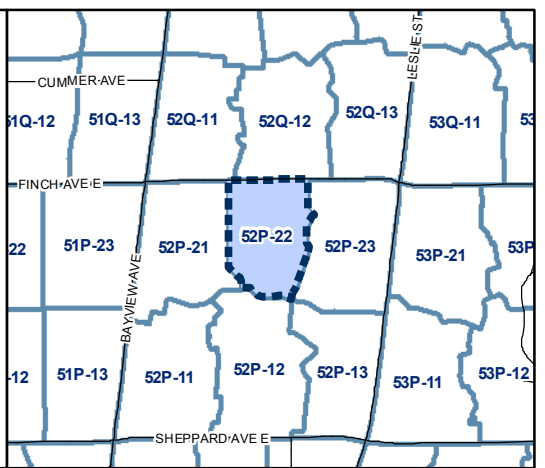 LESLIE ST
CUMMER AVE
51Q-12
51Q-13
52Q-11
52Q-12
52Q-13
53Q-11
53
FINCH AVE E
22
51P-23
52P-21
52P-22
52P-23
53P-21
53P
BAYVIEW AVE
-12
51P-13
52P-11
52P-12
52P-13
53P-11
53P-12
SHEPPARD AVE E